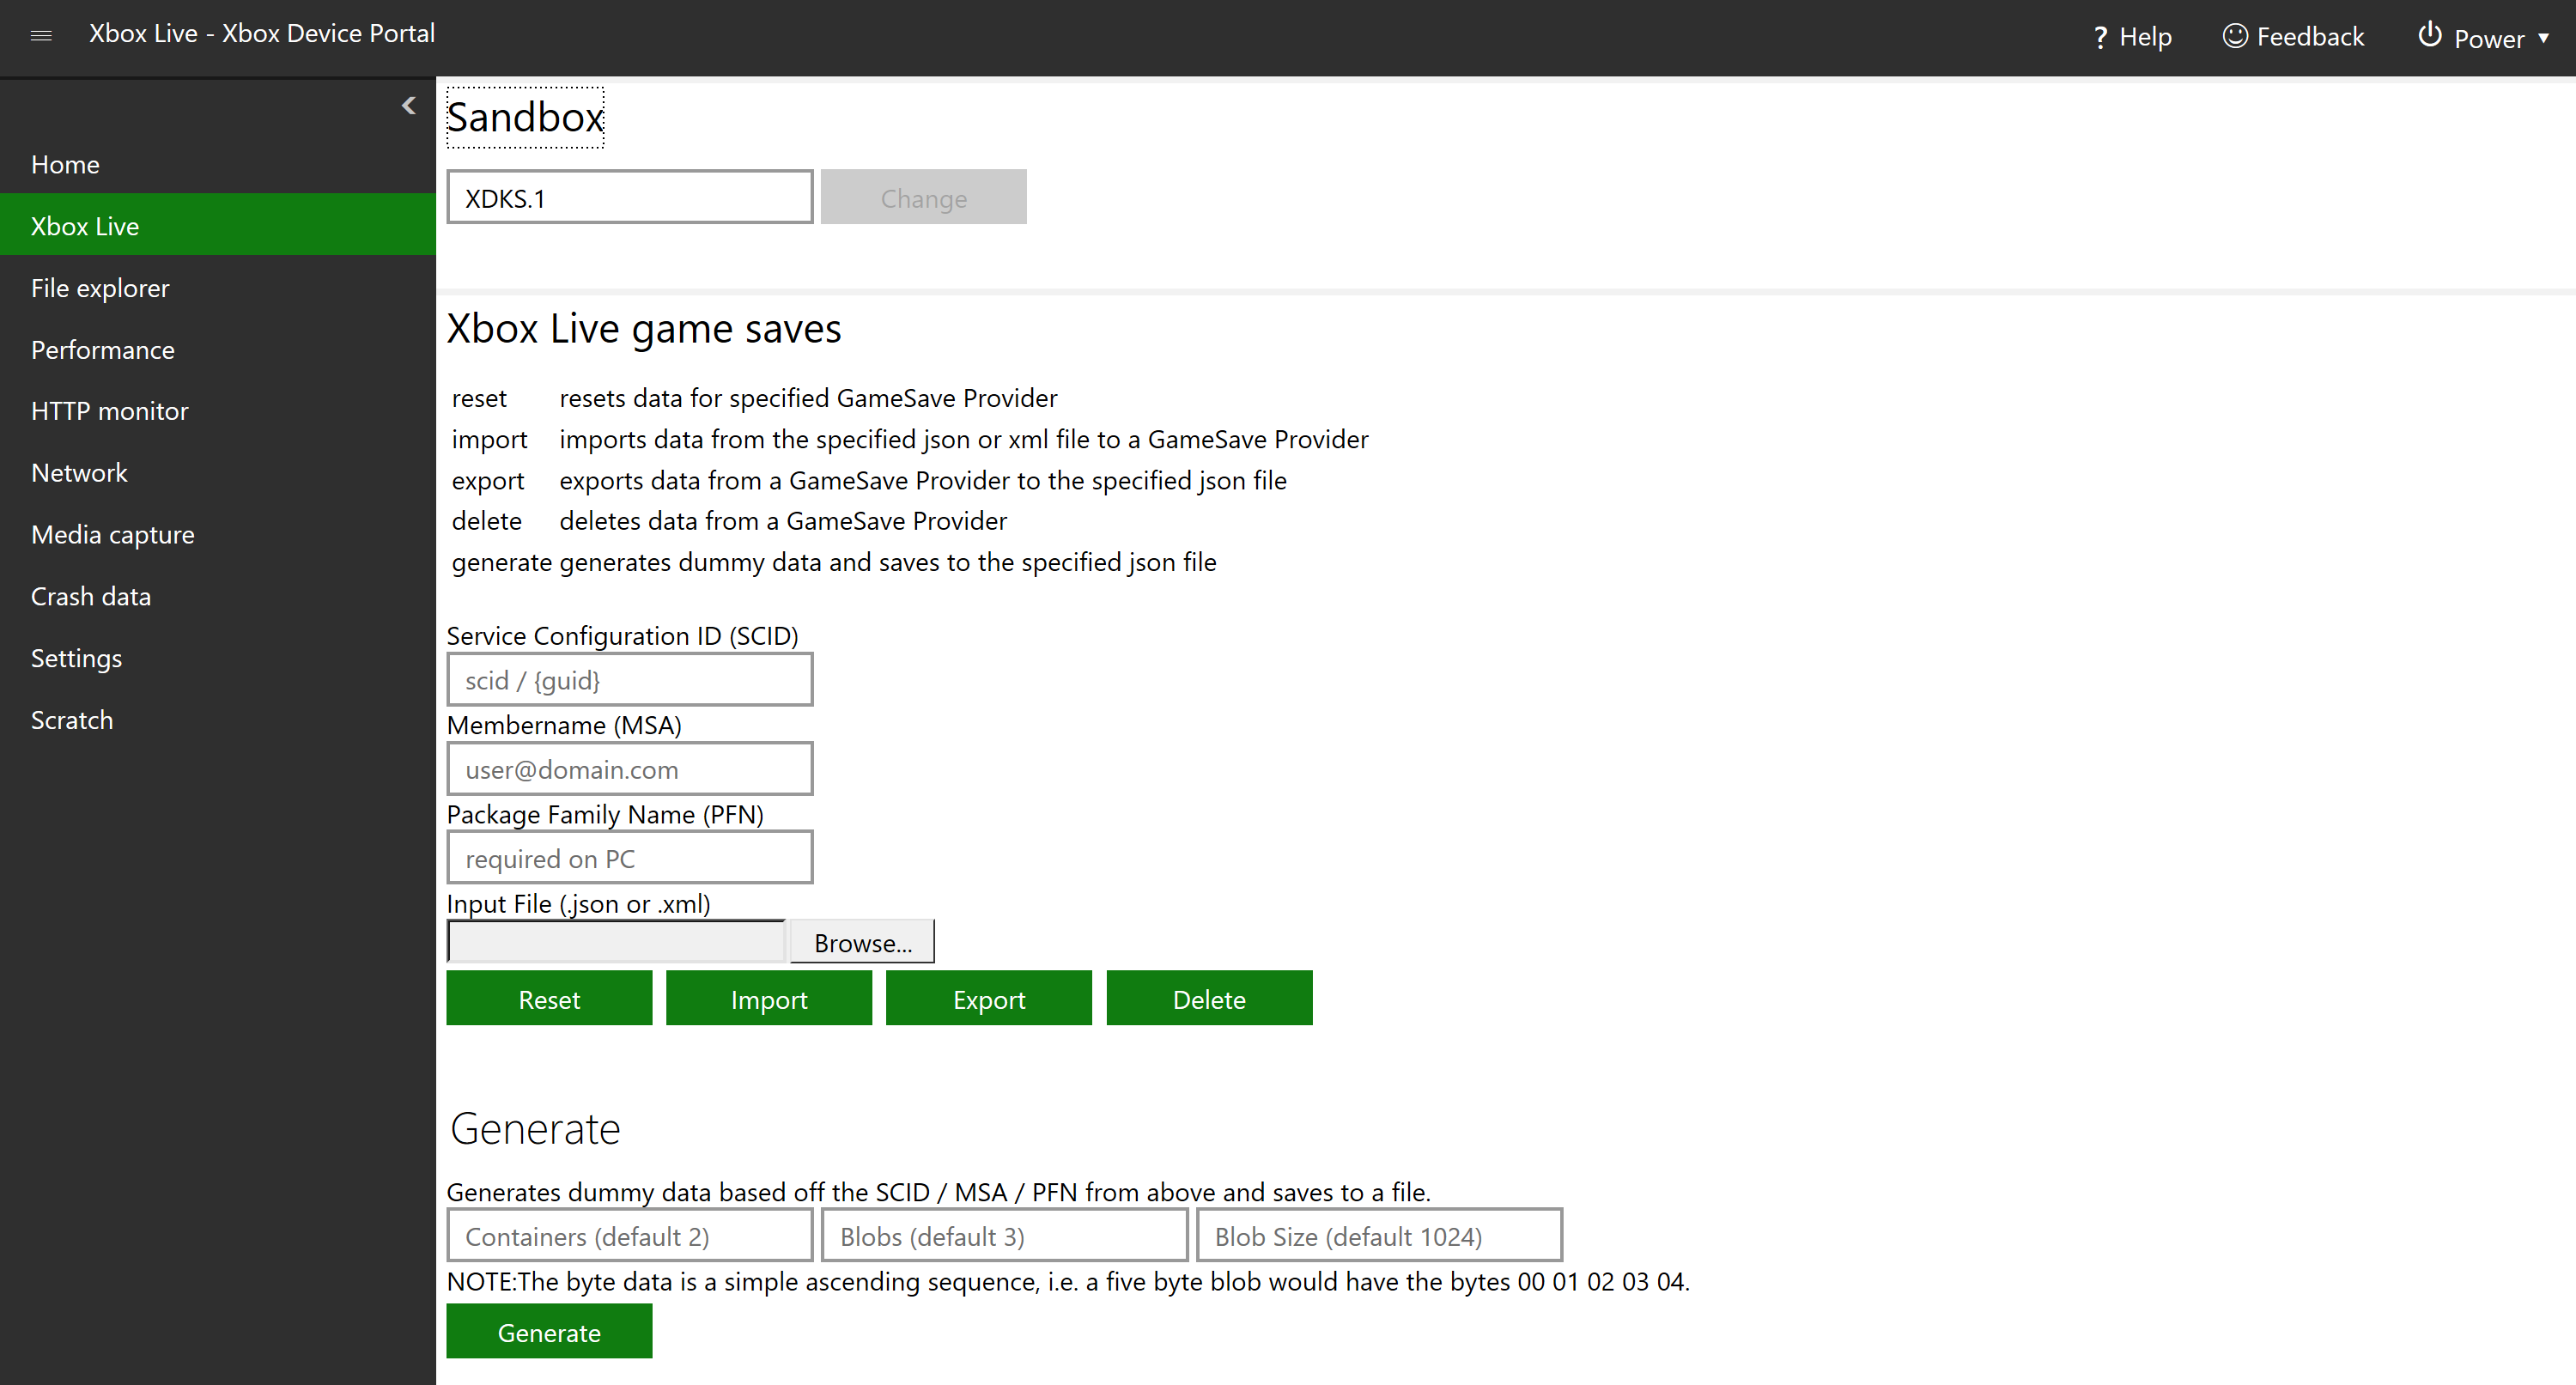 Xbox Live - Xbox Device Portal
? Help
Feedback
Power
Home
Xbox Live
File explorer
Performance
HTTP monitor
Network
Media capture
Crash data
Settings
Scratch
Sandbox
XDKS.1
Change
Xbox Live game saves
reset resets data for specified GameSave Provider
import imports data from the specified json or xml file to a GameSave Provider
export exports data from a GameSave Provider to the specified json file
delete deletes data from a GameSave Provider
generate generates dummy data and saves to the specified json file
Service Configuration ID (SCID)
scid / {guid}
Membername (MSA)
user@domain.com
Package Family Name (PFN)
required on PC
Input File (.json or .xml)
Browse...
Reset Import Export Delete
Generate
Generates dummy data based off the SCID / MSA / PFN from above and saves to a file.
Containers (default 2) Blobs (default 3) Blob Size (default 1024)
NOTE:The byte data is a simple ascending sequence, i.e. a five byte blob would have the bytes 00 01 02 03 04.
Generate